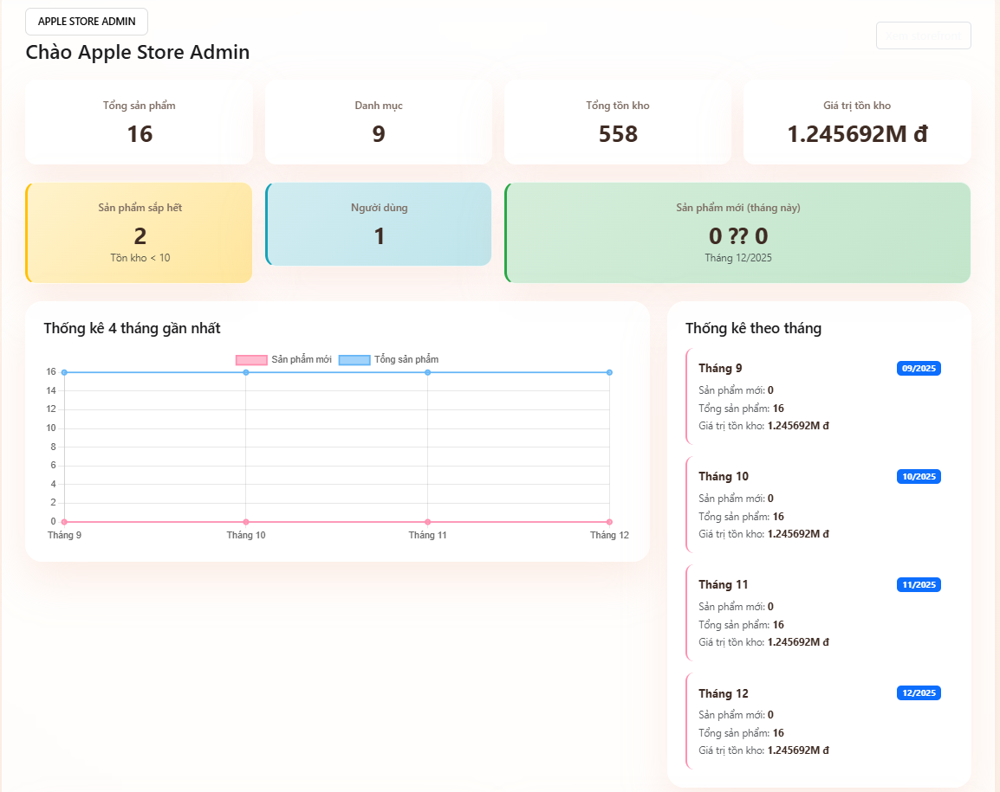 APPLE STORE ADMIN
Chào Apple Store Admin
Tổng sản phẩm
16
Danh mục
9
Tổng tồn kho
558
Giá trị tồn kho
1.245692M đ
Sản phẩm sắp hết
2
Tồn kho < 10
Người dùng
1
Sản phẩm mới (tháng này)
0 ?? 0
Tháng 12/2025
Thống kê 4 tháng gần nhất
Sản phẩm mới Tổng sản phẩm
16
14
12
10
8
6
4
2
0
Tháng 9 Tháng 10 Tháng 11 Tháng 12
Thống kê theo tháng
Tháng 9 09/2025
Sản phẩm mới: 0
Tổng sản phẩm: 16
Giá trị tồn kho: 1.245692M đ
Tháng 10 10/2025
Sản phẩm mới: 0
Tổng sản phẩm: 16
Giá trị tồn kho: 1.245692M đ
Tháng 11 11/2025
Sản phẩm mới: 0
Tổng sản phẩm: 16
Giá trị tồn kho: 1.245692M đ
Tháng 12 12/2025
Sản phẩm mới: 0
Tổng sản phẩm: 16
Giá trị tồn kho: 1.245692M đ